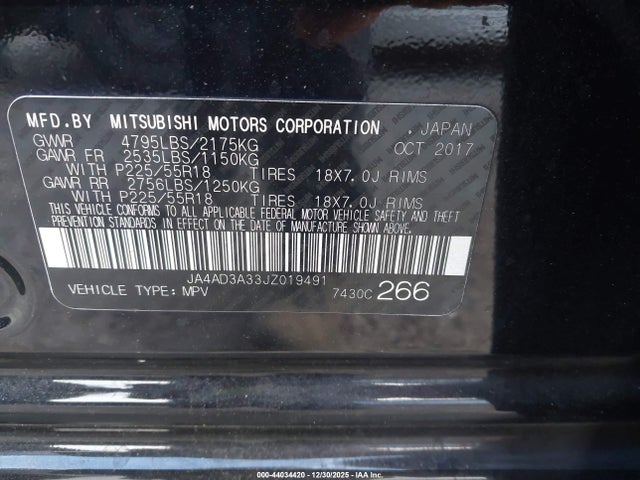 MFD.BY MITSUBISHI MOTORS CORPORATION . JAPAN
GWVR 4795LBS/2175KG OCT 2017
GAWR FR 2535LBS/1150KG
WITH P225/55R18 TIRES 18X7.0J RIMS
GAWR RR 2756LBS/1250KG
WITH P225/55R18 TIRES 18X7.0J RIMS
THIS VEHICLE CONFORMS TO ALL APPLICABLE FEDERAL MOTOR VEHICLE SAFETY AND THEFT
PREVENTION STANDARDS IN EFFECT ON THE DATE OF MANUFACTURE SHOWN ABOVE.
JA4AD3A33JZ019491
VEHICLE TYPE: MPV 7430C 266
000-44034420 - 12/30/2025 - IAA Inc.